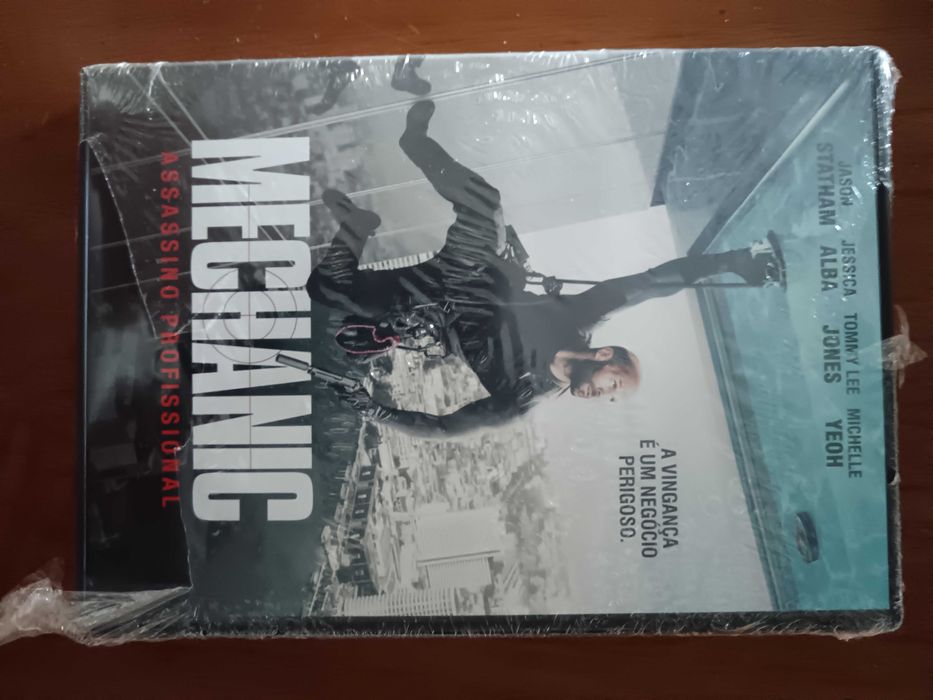 JASON JESSICA TOMMY LEE MICHELLE
STATHAM ALBA JONES YEOH
A VINGANÇA
É UM NEGÓCIO
PERIGOSO.
MECHANIC
ASSASSINO PROFISSIONAL